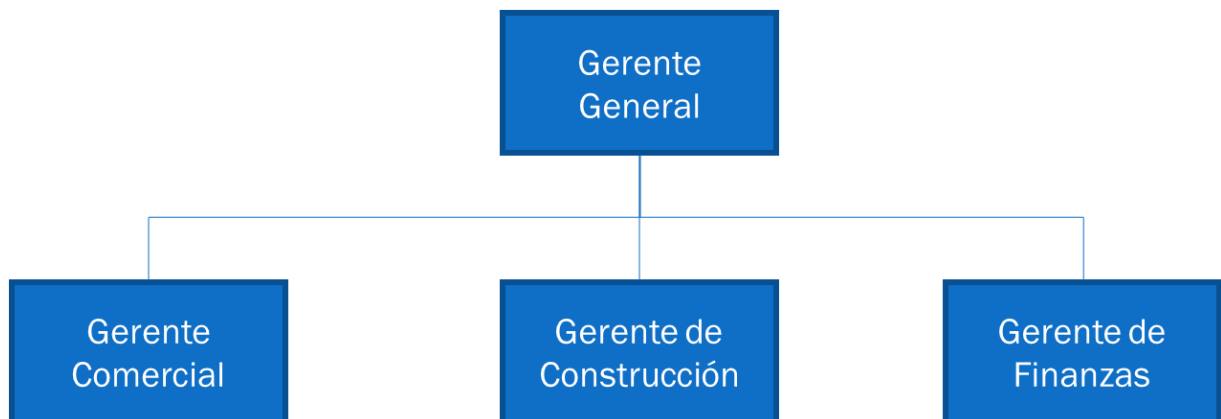 Gerente
General
Gerente
Comercial
Gerente de
Construcción
Gerente de
Finanzas